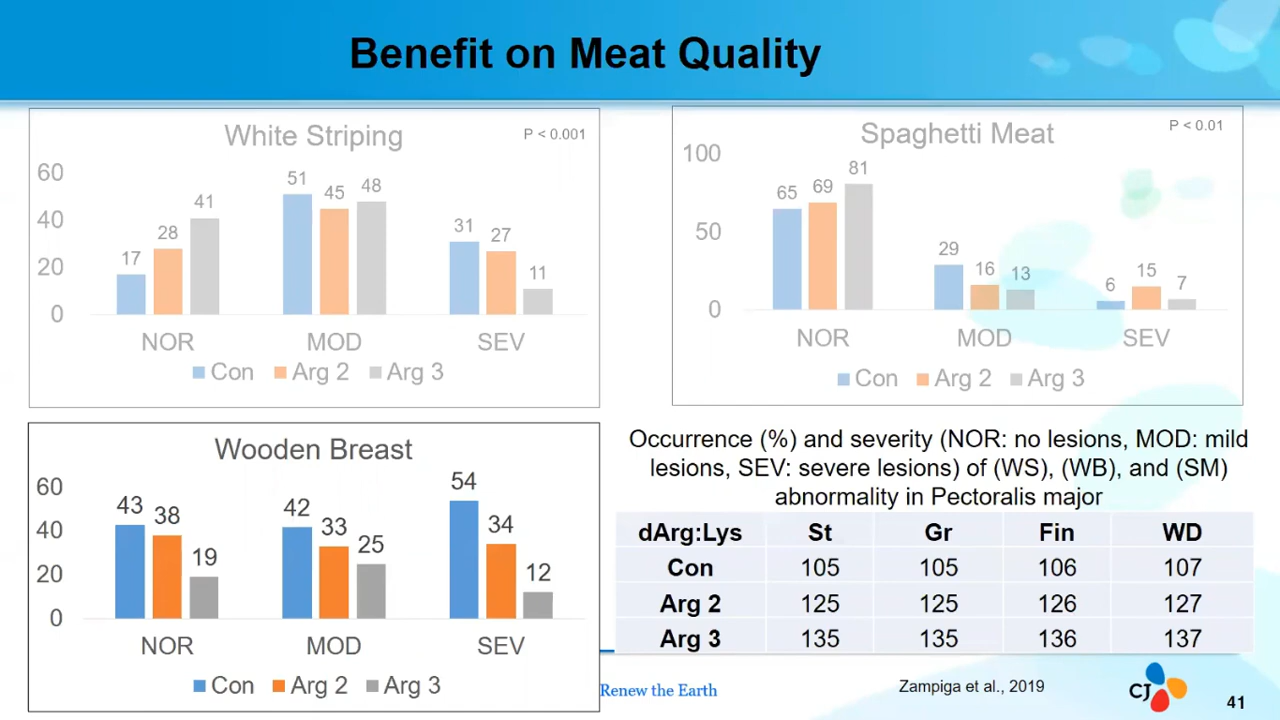 Benefit on Meat Quality
White Striping
P < 0.001
60
40
20
0
17
28
41
51
45
48
31
27
11
NOR
MOD
SEV
Con
Arg 2
Arg 3
Spaghetti Meat
P < 0.01
100
50
0
65
69
81
29
16
13
6
15
7
NOR
MOD
SEV
Con
Arg 2
Arg 3
Wooden Breast
60
40
20
0
43
38
19
42
33
25
54
34
12
NOR
MOD
SEV
Con
Arg 2
Arg 3
Occurrence (%) and severity (NOR: no lesions, MOD: mild
lesions, SEV: severe lesions) of (WS), (WB), and (SM)
abnormality in Pectoralis major
dArg:Lys St Gr Fin WD
Con 105 105 106 107
Arg 2 125 125 126 127
Arg 3 135 135 136 137
Renew the Earth
Zampiga et al., 2019
CJ
41